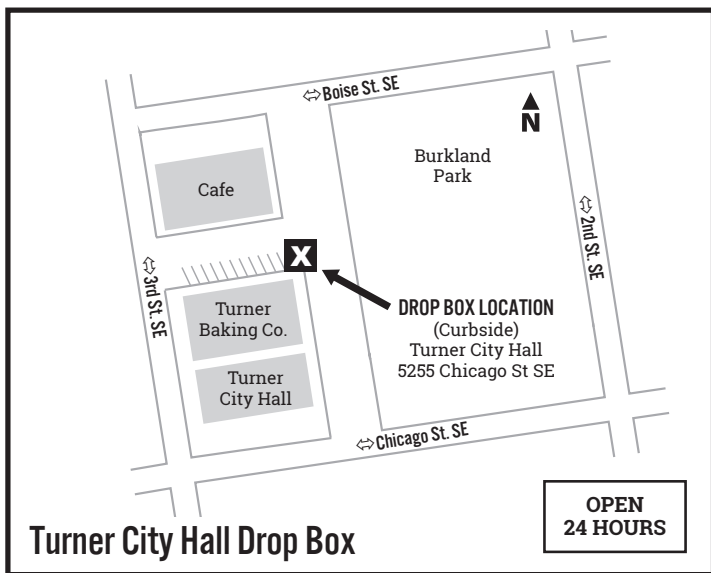 Boise St. SE
N
Burkland
Park
Cafe
2nd St. SE
3rd St. SE
X
DROP BOX LOCATION
(Curbside)
Turner City Hall
5255 Chicago St SE
Turner
Baking Co.
Turner
City Hall
Chicago St. SE
Turner City Hall Drop Box
OPEN
24 HOURS